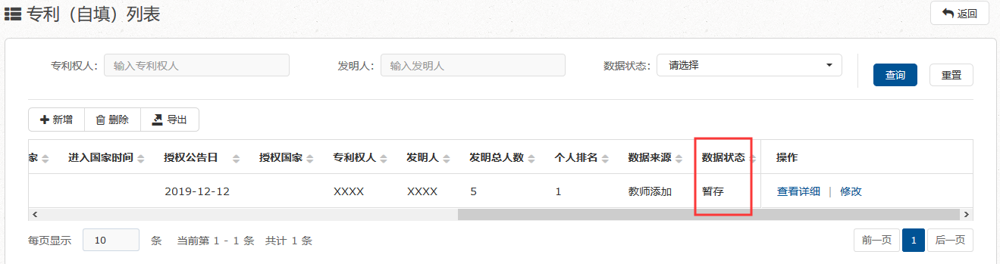 专利（自填）列表
返回
专利权人： 输入专利权人 发明人： 输入发明人 数据状态： 请选择 查询 重置
新增 删除 导出
家 进入国家时间 授权公告日 授权国家 专利权人 发明人 发明总人数 个人排名 数据来源 数据状态 操作
2019-12-12 XXXX XXXX 5 1 教师添加 暂存 查看详细 | 修改
每页显示 10 条 当前第 1 - 1 条 共计 1 条 前一页 1 后一页